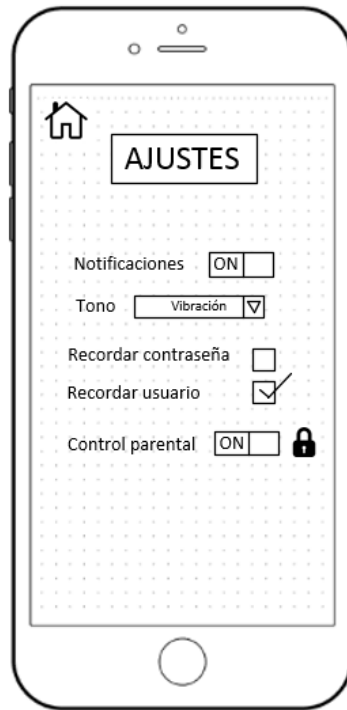 AJUSTES
Notificaciones ON
Tono Vibración
Recordar contraseña
Recordar usuario
Control parental ON